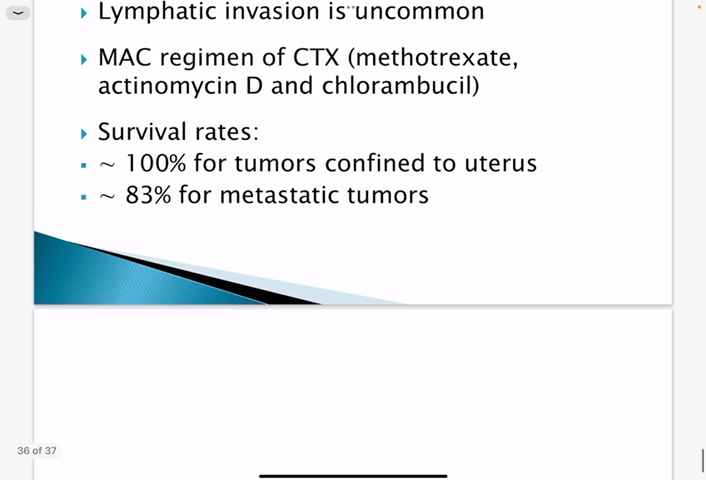 Lymphatic invasion is uncommon
MAC regimen of CTX (methotrexate,
actinomycin D and chlorambucil)
Survival rates:
~ 100% for tumors confined to uterus
~ 83% for metastatic tumors
36 of 37